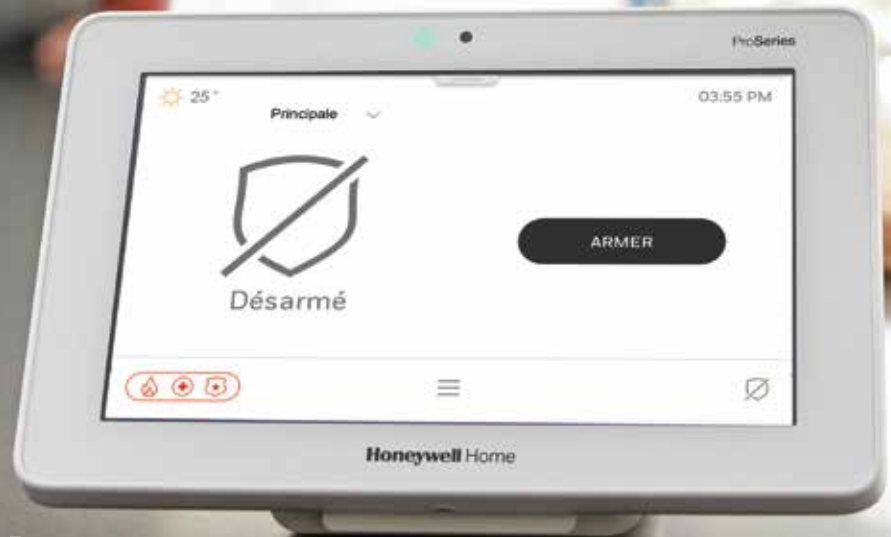 ProSeries
25°
03:55 PM
Principale
ARMER
Désarmé
Honeywell Home